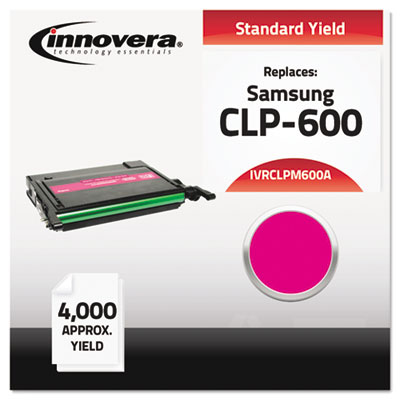 innovera
technology essentials
Standard Yield
Replaces:
Samsung
CLP-600
IVRCLPM600A
4,000
APPROX.
YIELD